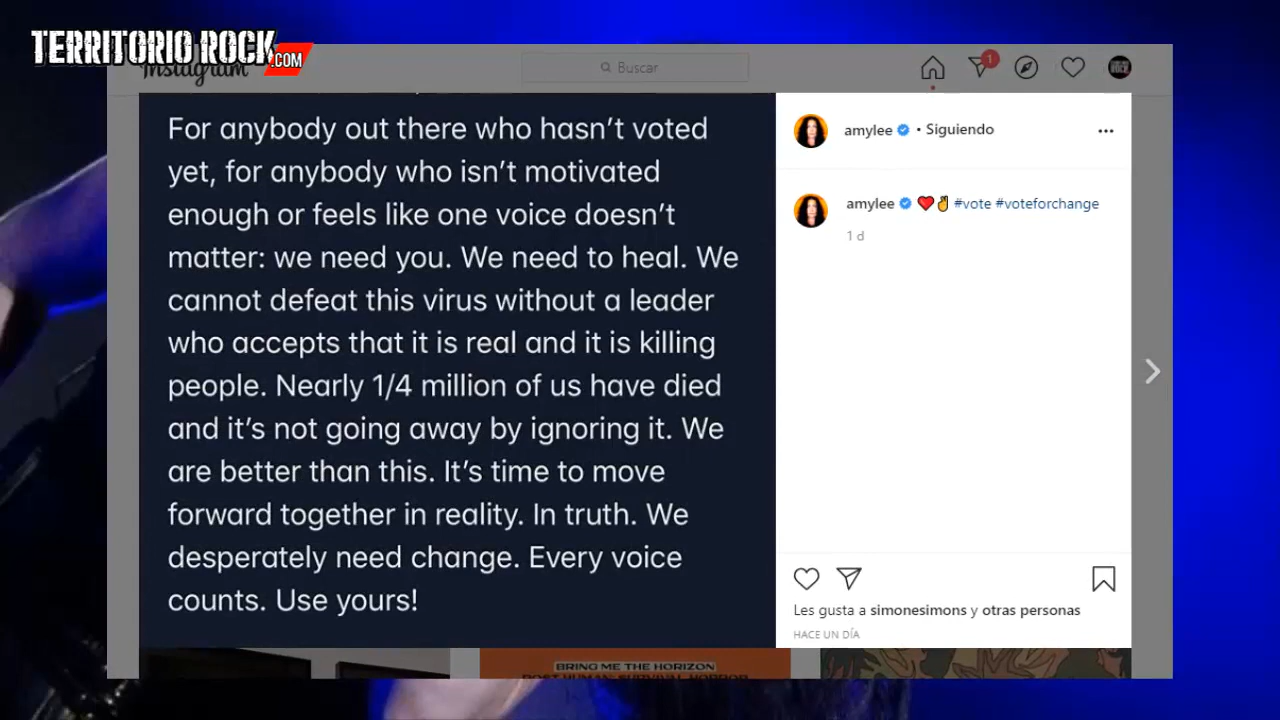 TERRITORIO ROCK
.COM
Instagram
Buscar
1
For anybody out there who hasn’t voted
yet, for anybody who isn’t motivated
enough or feels like one voice doesn’t
matter: we need you. We need to heal. We
cannot defeat this virus without a leader
who accepts that it is real and it is killing
people. Nearly 1/4 million of us have died
and it’s not going away by ignoring it. We
are better than this. It’s time to move
forward together in reality. In truth. We
desperately need change. Every voice
counts. Use yours!
amylee • Siguiendo
amylee ❤️✌️ #vote #voteforchange
1 d
Les gusta a simonesimons y otras personas
HACE UN DÍA
BRING ME THE HORIZON
POST HUMAN: SURVIVAL HORROR